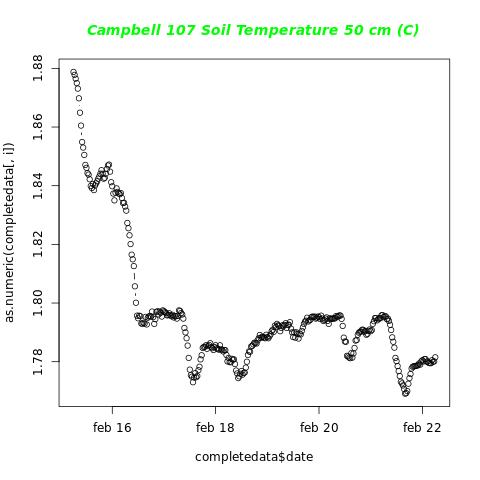 Campbell 107 Soil Temperature 50 cm (C)
as.numeric(completedata[, i])
1.88
1.86
1.84
1.82
1.80
1.78
feb 16
feb 18
feb 20
feb 22
completedata$date